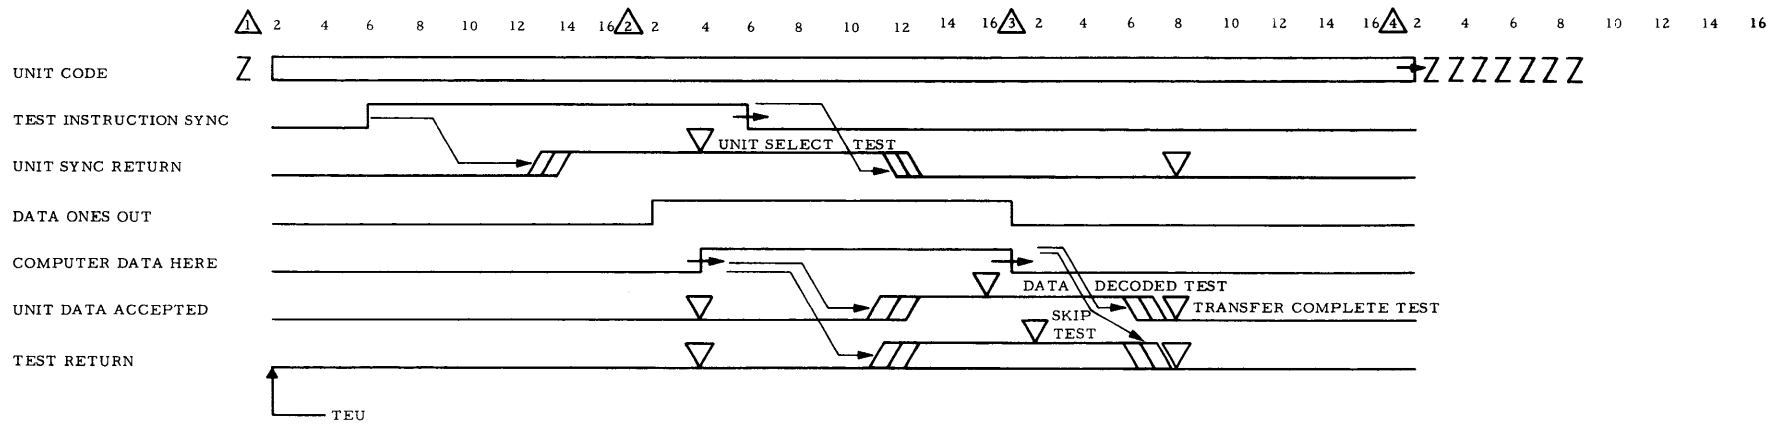 1 2 4 6 8 10 12 14 16 2 2 4 6 8 10 12 14 16 3 2 4 6 8 10 12 14 16 4 2 4 6 8 10 12 14 16
UNIT CODE Z Z Z Z Z Z Z Z
TEST INSTRUCTION SYNC
UNIT SELECT TEST
UNIT SYNC RETURN
DATA ONES OUT
COMPUTER DATA HERE
DATA DECODED TEST
UNIT DATA ACCEPTED
TRANSFER COMPLETE TEST
SKIP
TEST
TEST RETURN
TEU